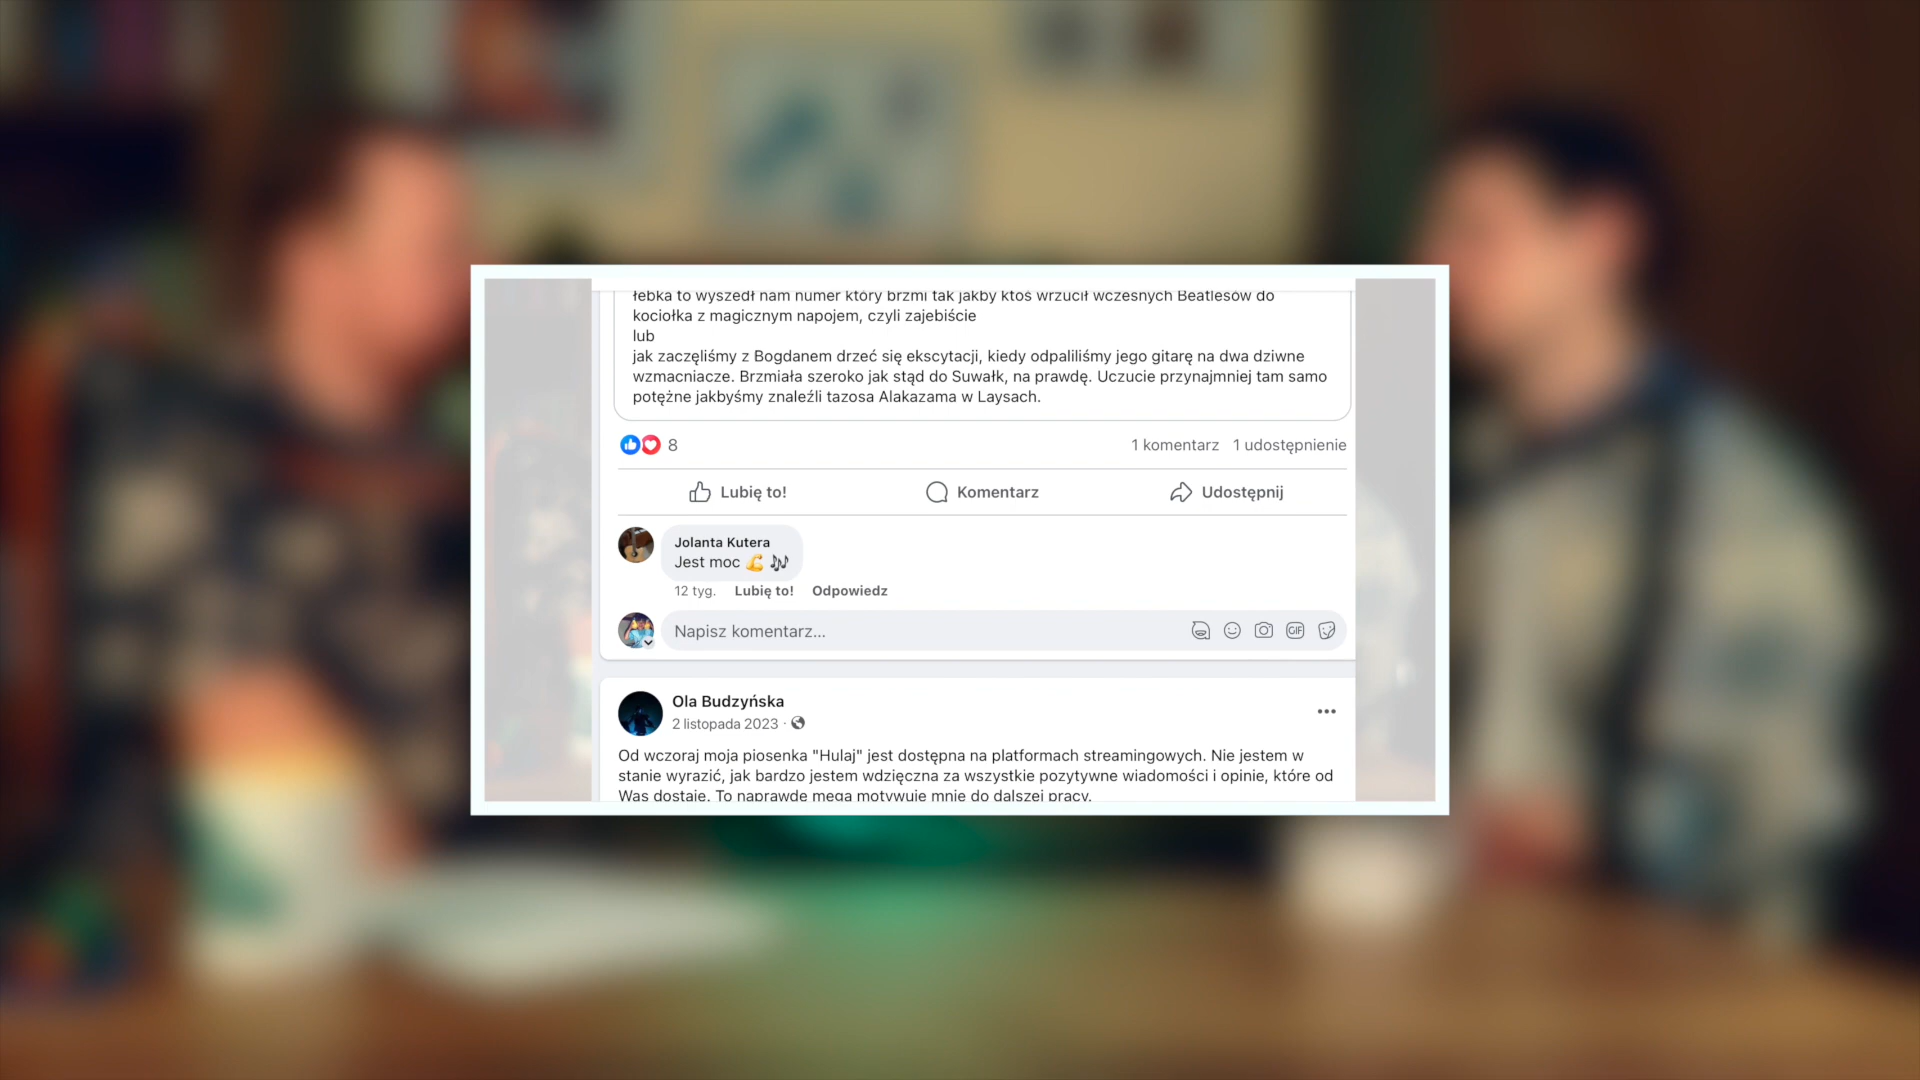 łebka to wyszedł nam numer który brzmi tak jakby ktoś wrzucił wczesnych Beatlesów do
kociołka z magicznym napojem, czyli zajebiście
lub
jak zaczęliśmy z Bogdanem drzeć się ekscytacji, kiedy odpaliliśmy jego gitarę na dwa dziwne
wzmacniacze. Brzmiała szeroko jak stąd do Suwałk, na prawdę. Uczucie przynajmniej tam samo
potężne jakbyśmy znaleźli tazosa Alakazama w Laysach.
8
1 komentarz 1 udostępnienie
Lubię to! Komentarz Udostępnij
Jolanta Kutera
Jest moc 💪 🎶
12 tyg. Lubię to! Odpowiedz
Napisz komentarz...
GIF
Ola Budzyńska
2 listopada 2023 ·
Od wczoraj moja piosenka "Hulaj" jest dostępna na platformach streamingowych. Nie jestem w
stanie wyrazić, jak bardzo jestem wdzięczna za wszystkie pozytywne wiadomości i opinie, które od
Was dostaję. To naprawdę mega motywuje mnie do dalszej pracy.